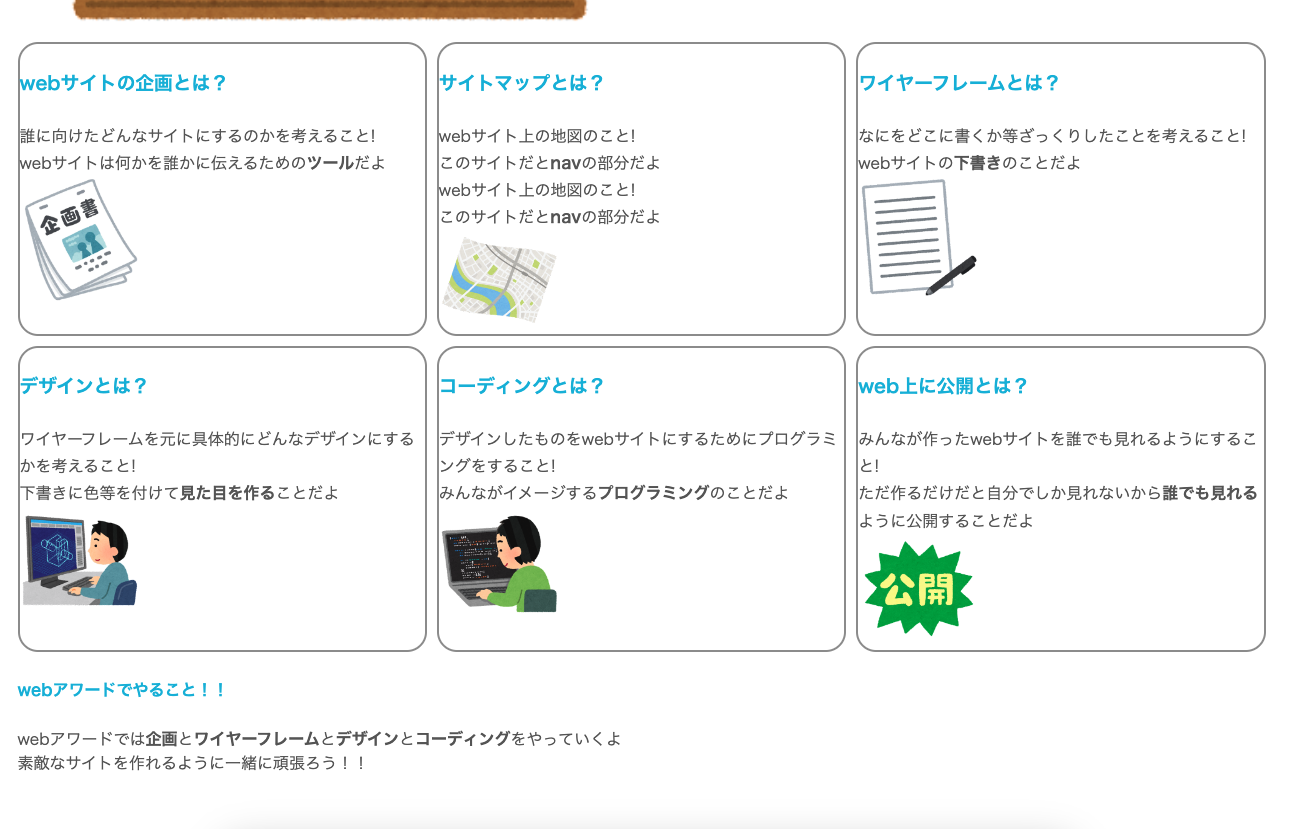 webサイトの企画とは？
誰に向けたどんなサイトにするのかを考えること!
webサイトは何かを誰かに伝えるためのツールだよ
企画書
サイトマップとは？
webサイト上の地図のこと!
このサイトだとnavの部分だよ
webサイト上の地図のこと!
このサイトだとnavの部分だよ
ワイヤーフレームとは？
なにをどこに書くか等ざっくりしたことを考えること!
webサイトの下書きのことだよ
デザインとは？
ワイヤーフレームを元に具体的にどんなデザインにする
かを考えること!
下書きに色等を付けて見た目を作ることだよ
コーディングとは？
デザインしたものをwebサイトにするためにプログラミ
ングをすること!
みんながイメージするプログラミングのことだよ
web上に公開とは？
みんなが作ったwebサイトを誰でも見れるようにするこ
と!
ただ作るだけだと自分でしか見れないから誰でも見れる
ように公開することだよ
公開
webアワードでやること！！
webアワードでは企画とワイヤーフレームとデザインとコーディングをやっていくよ
素敵なサイトを作れるように一緒に頑張ろう！！